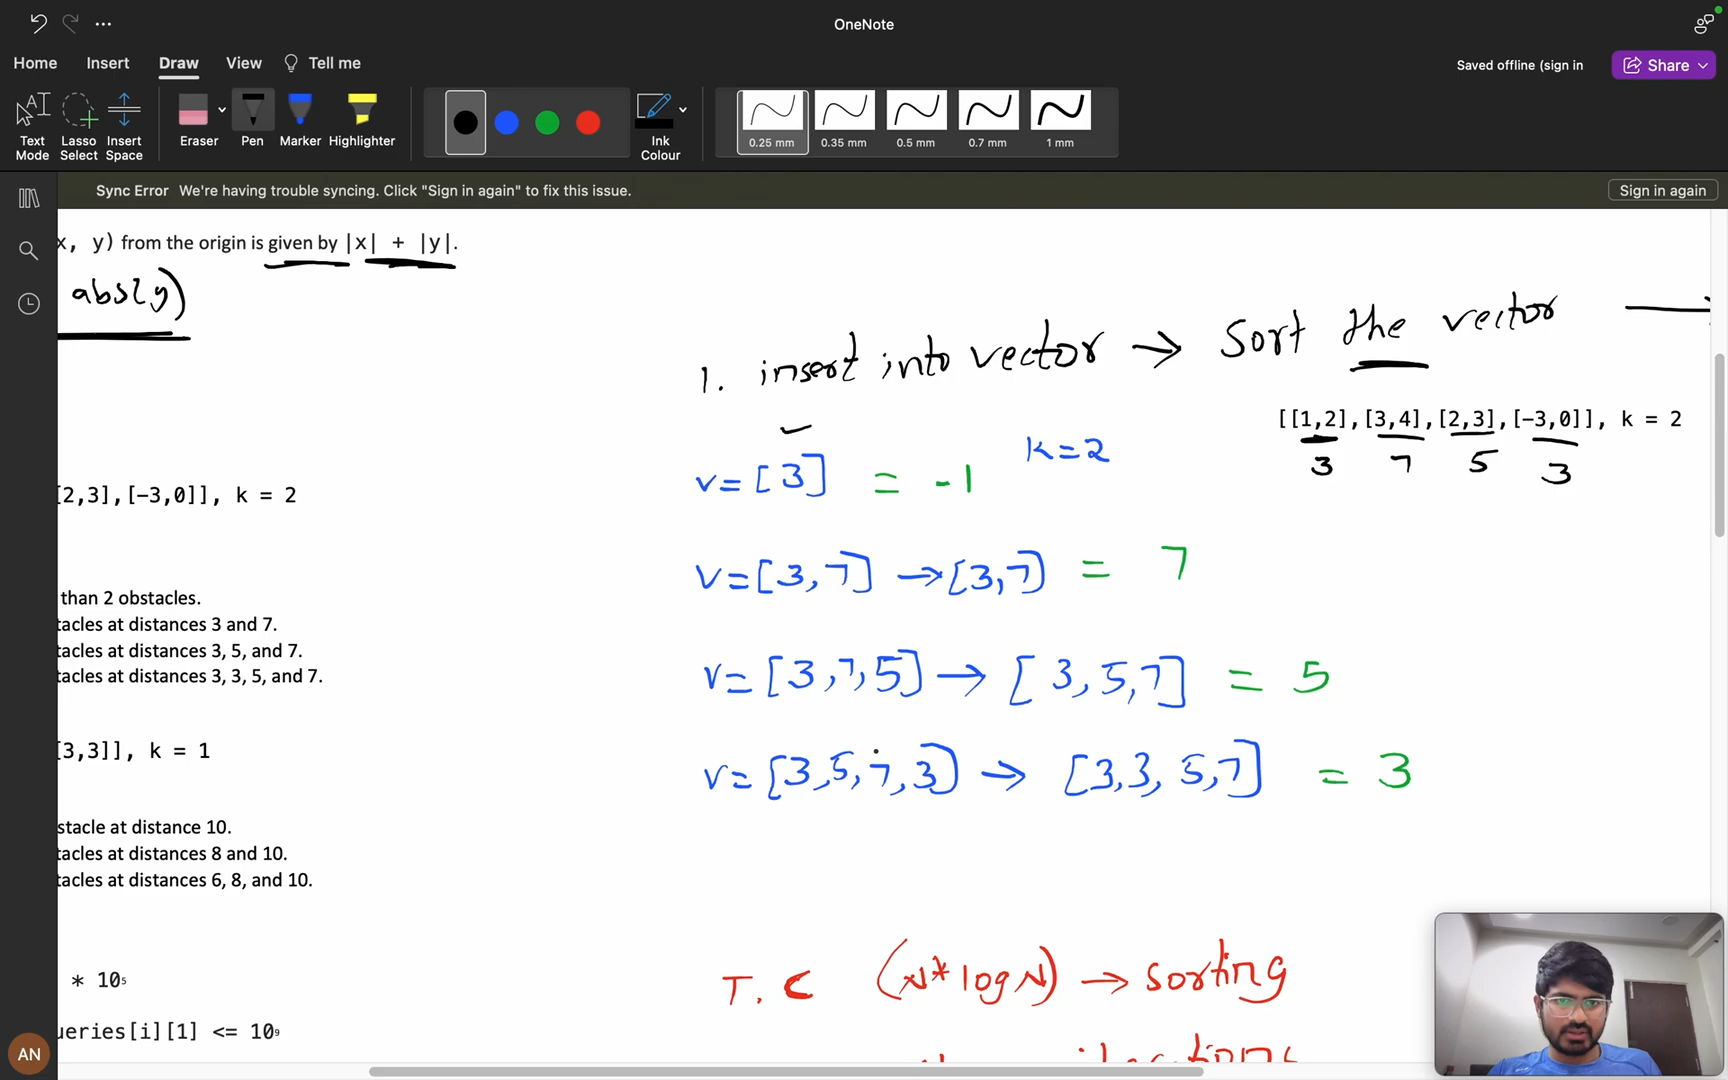 OneNote
Home Insert Draw View Tell me
Saved offline (sign in
Share
Text Mode
Lasso Select
Insert Space
Eraser
Pen
Marker
Highlighter
Ink Colour
0.25 mm
0.35 mm
0.5 mm
0.7 mm
1 mm
Sync Error We're having trouble syncing. Click "Sign in again" to fix this issue.
Sign in again
x, y) from the origin is given by |x| + |y|.
abs(y)
1. insert into vector → Sort the vector
[[1,2],[3,4],[2,3],[-3,0]], k = 2
3 7 5 3
v=[3] = -1 K=2
[2,3],[-3,0]], k = 2
v=[3,7] →[3,7] = 7
than 2 obstacles.
tacles at distances 3 and 7.
tacles at distances 3, 5, and 7.
tacles at distances 3, 3, 5, and 7.
v=[3,7,5] → [3,5,7] = 5
[3,3]], k = 1
v=[3,5,7,3] → [3,3,5,7] = 3
stacle at distance 10.
tacles at distances 8 and 10.
tacles at distances 6, 8, and 10.
T.C (N*logN) → sorting
* 10⁵
ueries[i][1] <= 10⁹
AN